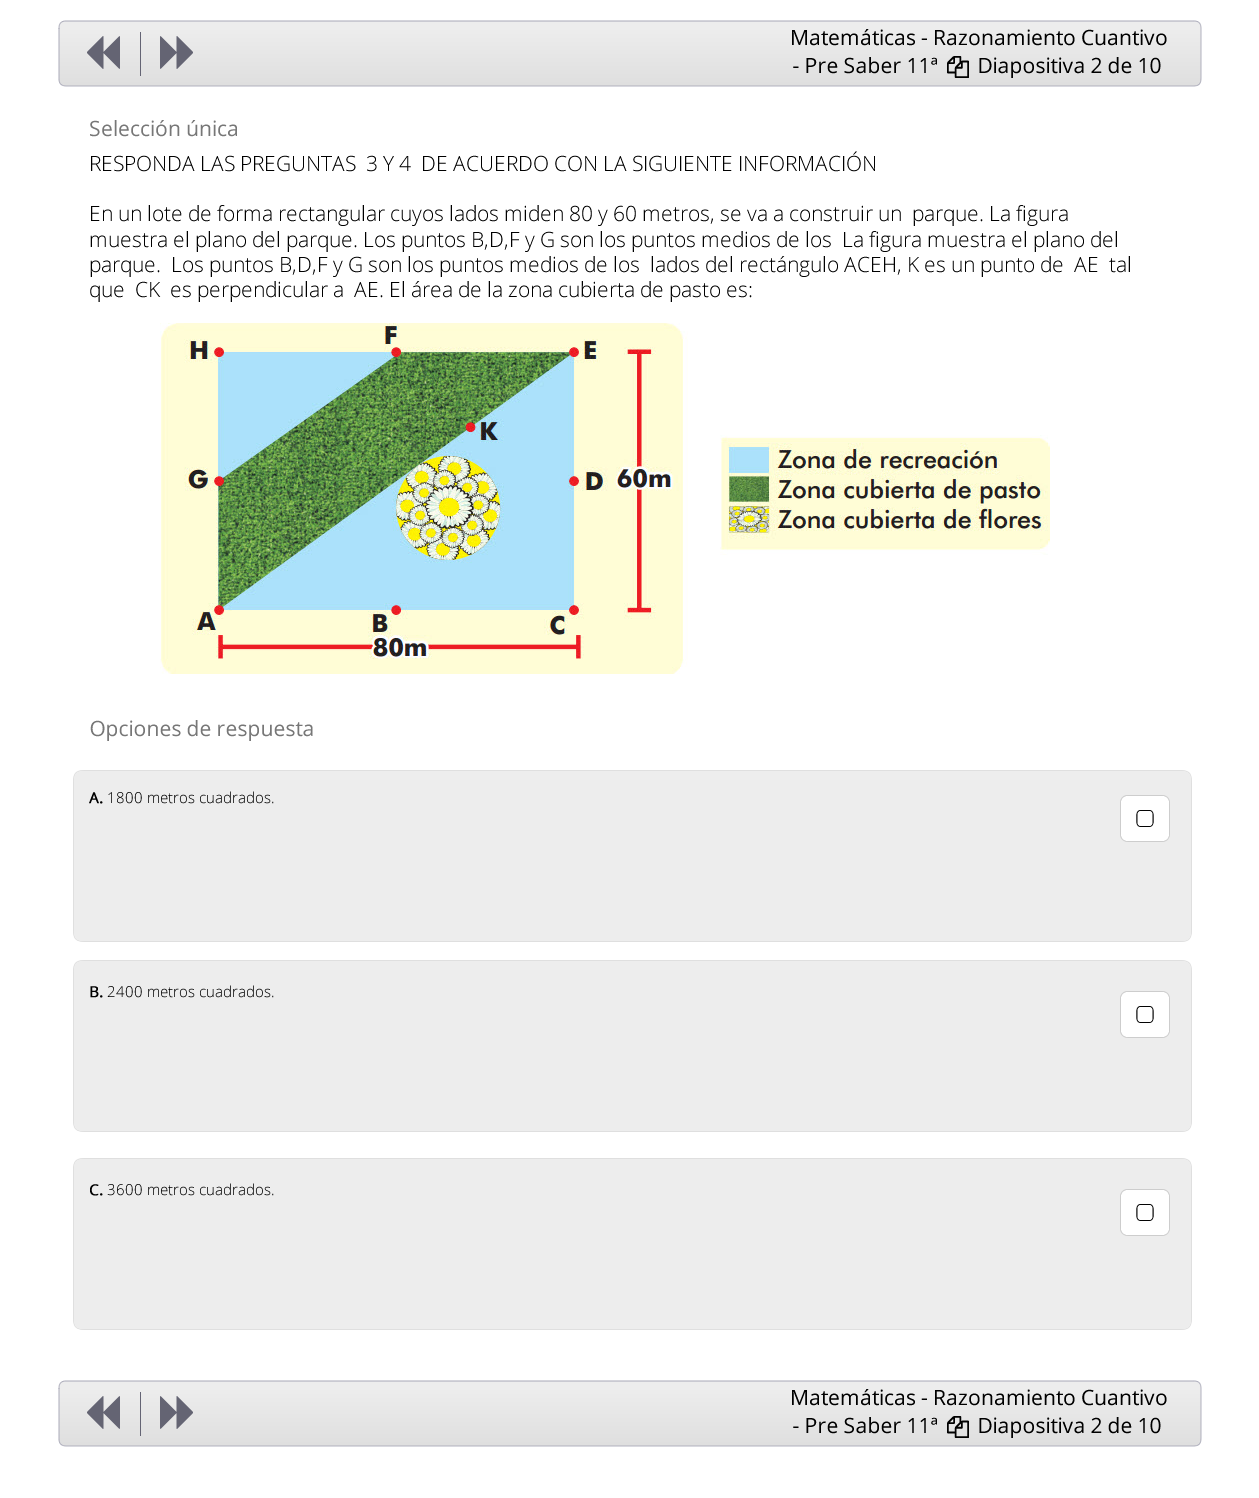 Matemáticas - Razonamiento Cuantivo
- Pre Saber 11ª Diapositiva 2 de 10
Selección única
RESPONDA LAS PREGUNTAS 3 Y 4 DE ACUERDO CON LA SIGUIENTE INFORMACIÓN
En un lote de forma rectangular cuyos lados miden 80 y 60 metros, se va a construir un parque. La figura
muestra el plano del parque. Los puntos B,D,F y G son los puntos medios de los La figura muestra el plano del
parque. Los puntos B,D,F y G son los puntos medios de los lados del rectángulo ACEH, K es un punto de AE tal
que CK es perpendicular a AE. El área de la zona cubierta de pasto es:
H
F
E
K
G
D
60m
A
B
C
80m
Zona de recreación
Zona cubierta de pasto
Zona cubierta de flores
Opciones de respuesta
A. 1800 metros cuadrados.
B. 2400 metros cuadrados.
C. 3600 metros cuadrados.
Matemáticas - Razonamiento Cuantivo
- Pre Saber 11ª Diapositiva 2 de 10